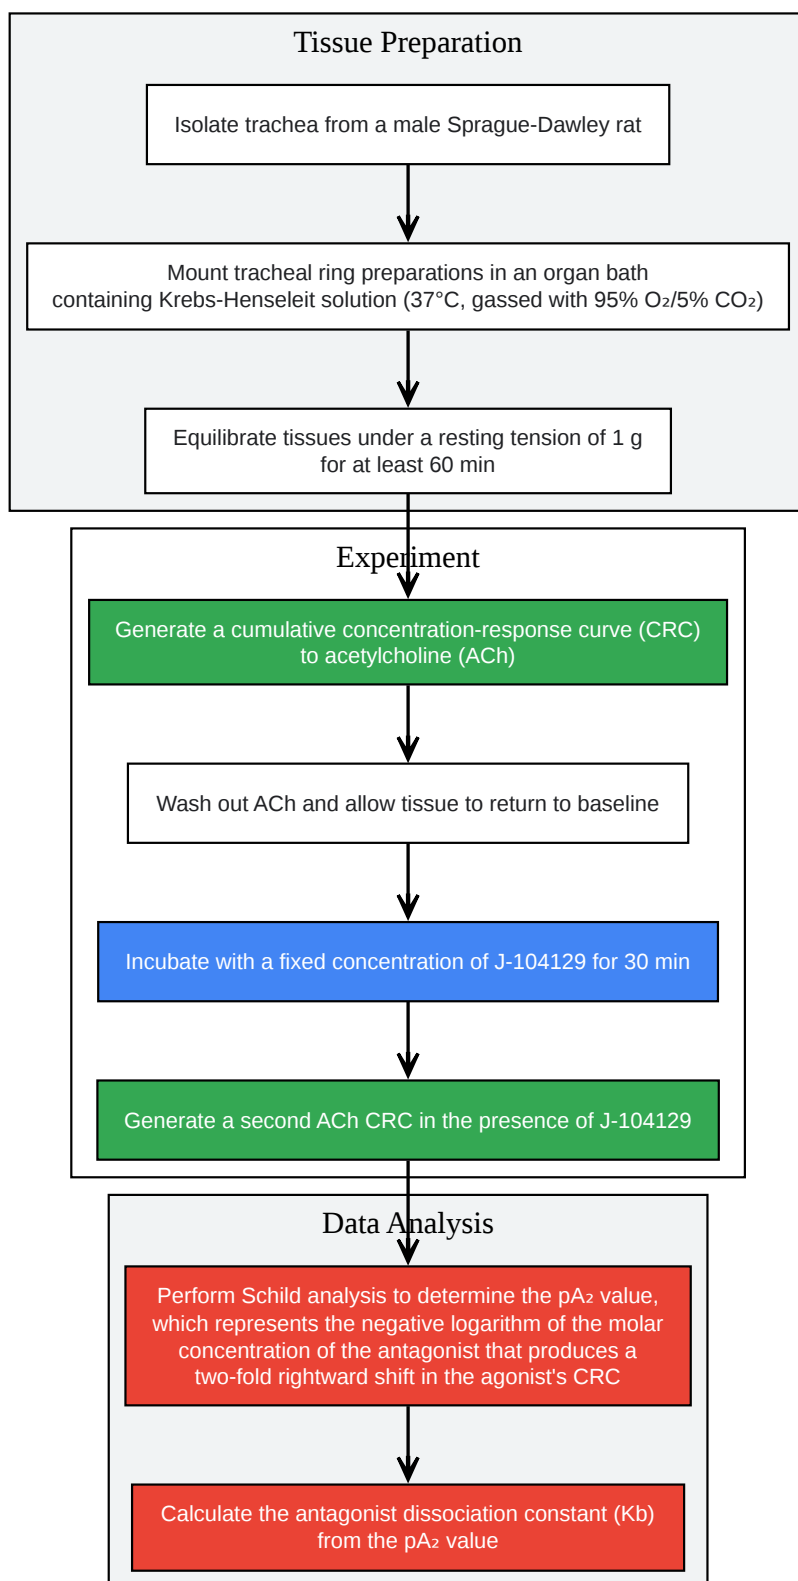 Tissue Preparation
Isolate trachea from a male Sprague-Dawley rat
Mount tracheal ring preparations in an organ bath
containing Krebs-Henseleit solution (37°C, gassed with 95% O₂/5% CO₂)
Equilibrate tissues under a resting tension of 1 g
for at least 60 min
Experiment
Generate a cumulative concentration-response curve (CRC)
to acetylcholine (ACh)
Wash out ACh and allow tissue to return to baseline
Incubate with a fixed concentration of J-104129 for 30 min
Generate a second ACh CRC in the presence of J-104129
Data Analysis
Perform Schild analysis to determine the pA₂ value,
which represents the negative logarithm of the molar
concentration of the antagonist that produces a
two-fold rightward shift in the agonist's CRC
Calculate the antagonist dissociation constant (Kb)
from the pA₂ value